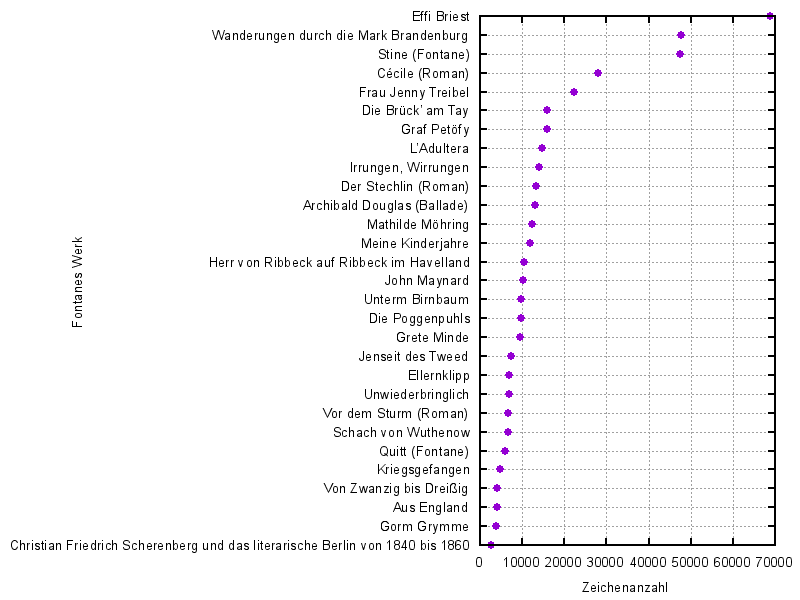 Effi Briest
Wanderungen durch die Mark Brandenburg
Stine (Fontane)
Cécile (Roman)
Frau Jenny Treibel
Die Brück’ am Tay
Graf Petöfy
L’Adultera
Irrungen, Wirrungen
Der Stechlin (Roman)
Archibald Douglas (Ballade)
Mathilde Möhring
Meine Kinderjahre
Herr von Ribbeck auf Ribbeck im Havelland
John Maynard
Unterm Birnbaum
Die Poggenpuhls
Grete Minde
Jenseit des Tweed
Ellernklipp
Unwiederbringlich
Vor dem Sturm (Roman)
Schach von Wuthenow
Quitt (Fontane)
Kriegsgefangen
Von Zwanzig bis Dreißig
Aus England
Gorm Grymme
Christian Friedrich Scherenberg und das literarische Berlin von 1840 bis 1860
Fontanes Werk
0 10000 20000 30000 40000 50000 60000 70000
Zeichenanzahl